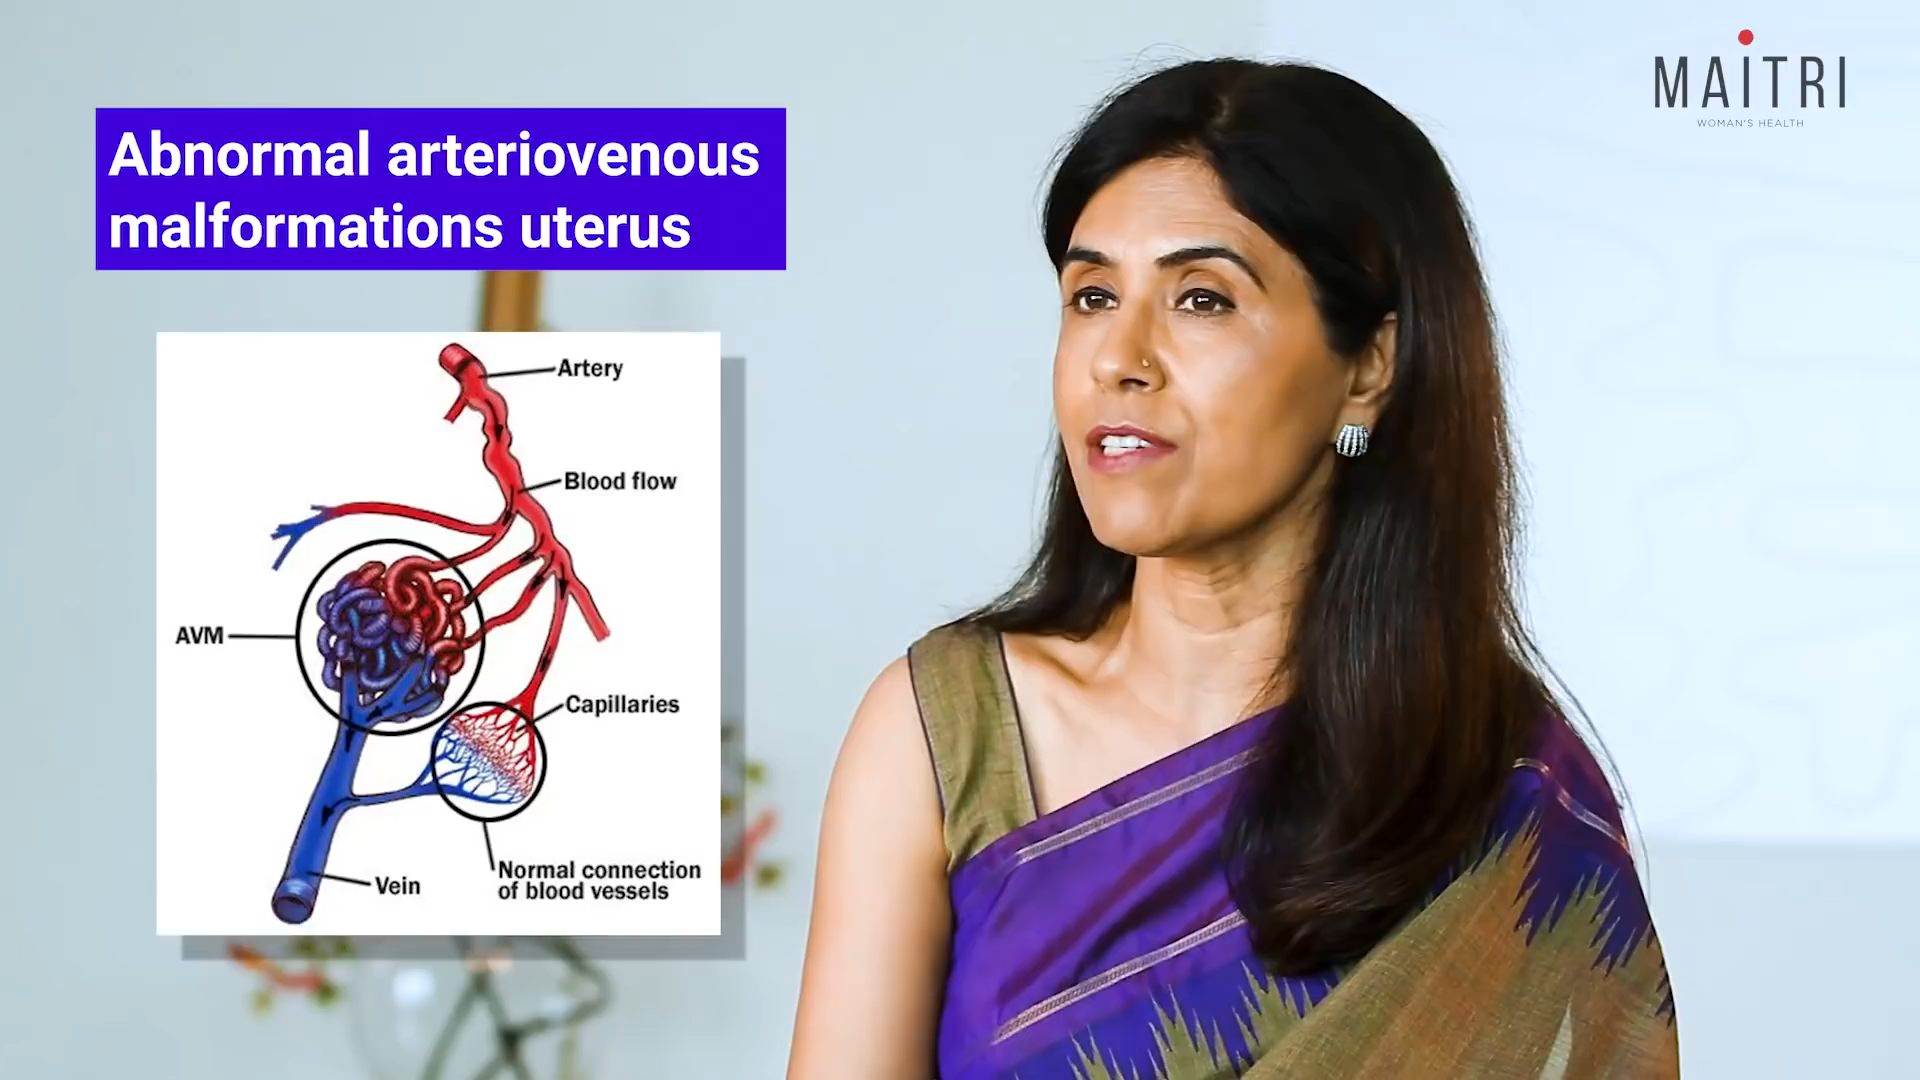 MAITRI
WOMAN'S HEALTH
Abnormal arteriovenous
malformations uterus
Artery
Blood flow
AVM
Capillaries
Normal connection
of blood vessels
Vein